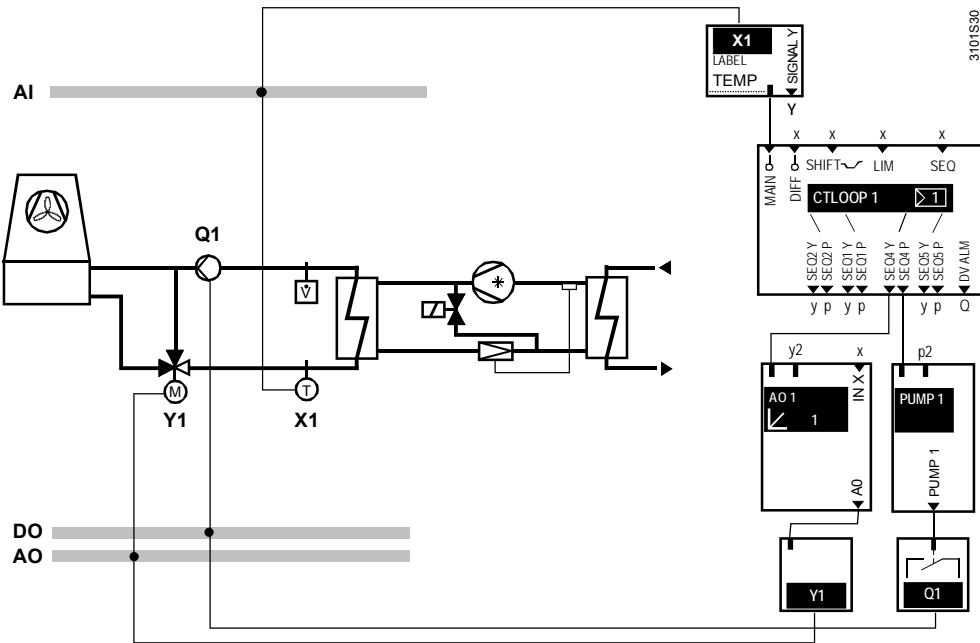 3101S30
X1
LABEL
TEMP
SIGNAL Y
Y
AI
x x x x
MAIN
DIFF
SHIFT
LIM
SEQ
CTLOOP 1
1
SEQ2 Y
SEQ2 P
SEQ1 Y
SEQ1 P
SEQ4 Y
SEQ4 P
SEQ5 Y
SEQ5 P
DV ALM
y p y p y p Q
Q1
V̇
M
Y1
T
X1
y2 x
AO 1
1
IN X
A0
p2
PUMP 1
PUMP 1
DO
AO
Y1
Q1